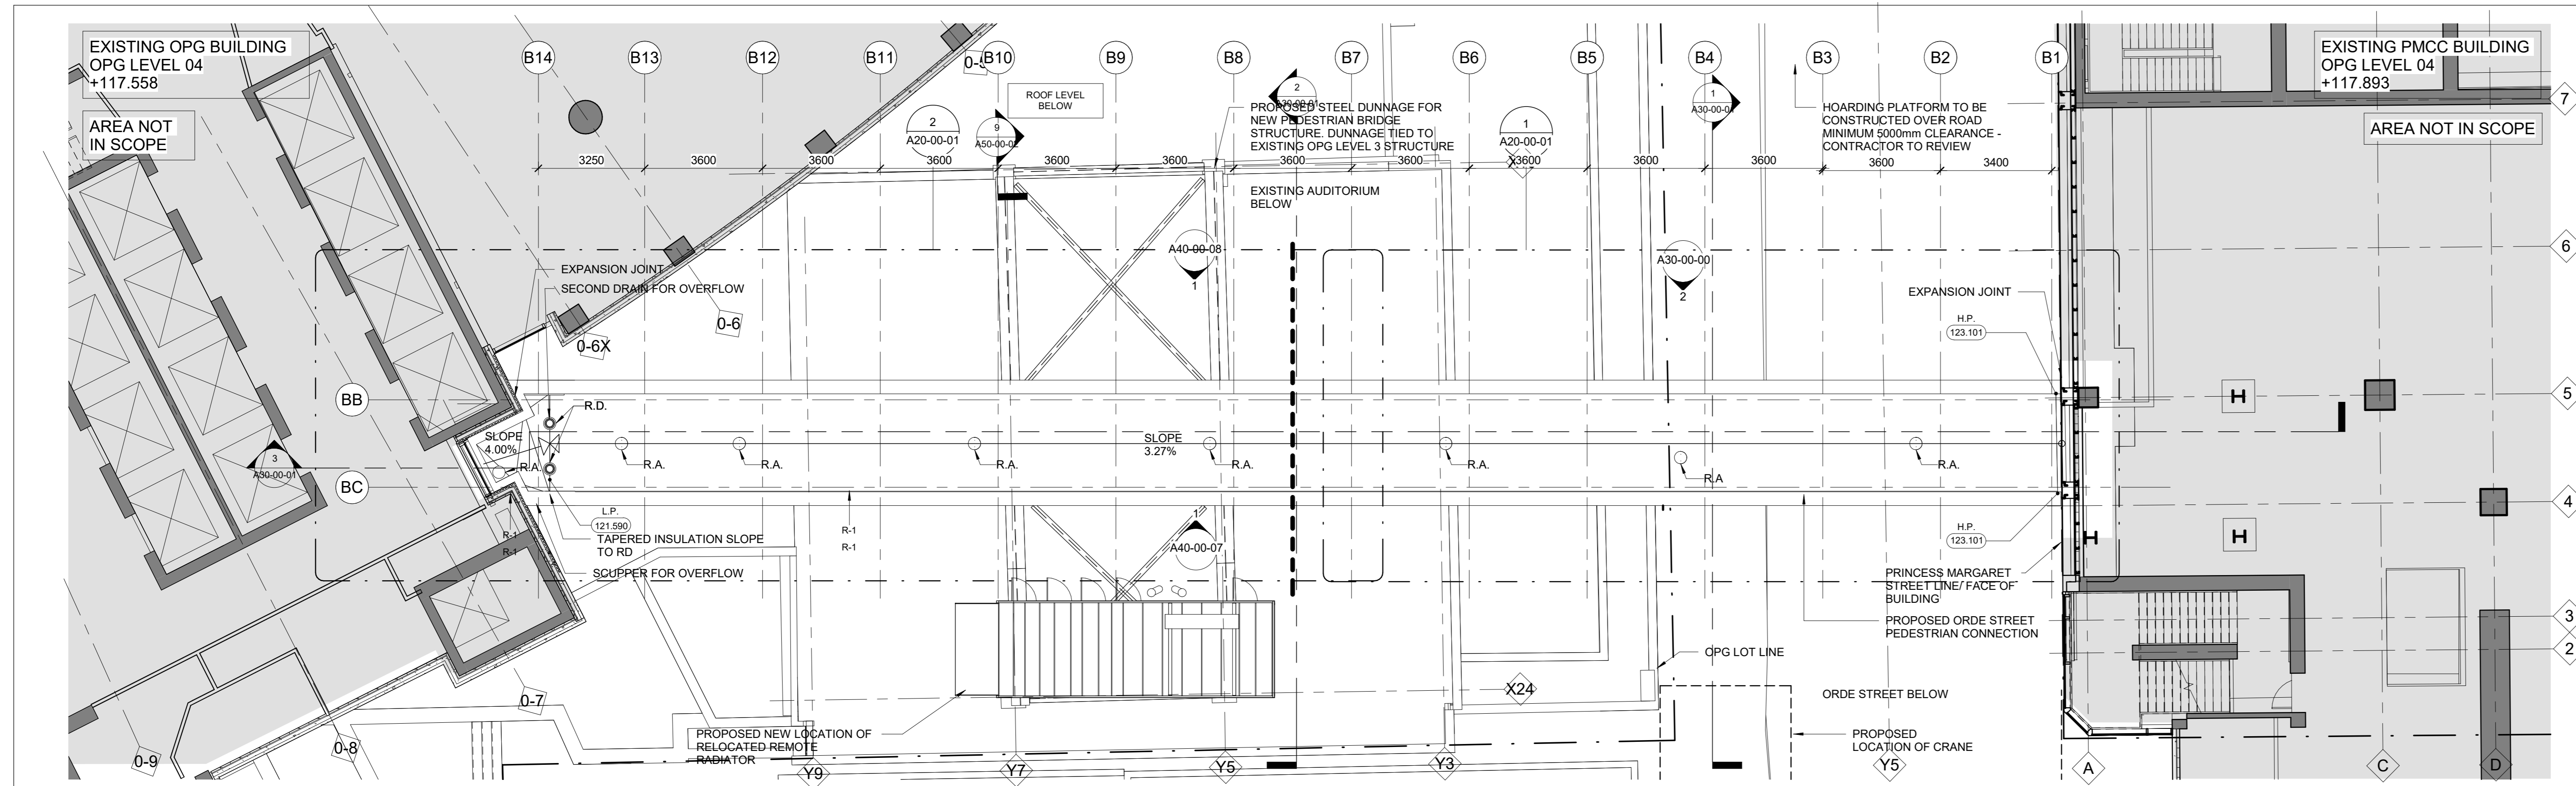 EXISTING OPG BUILDING
OPG LEVEL 04
+117.558
AREA NOT
IN SCOPE
B14
B13
B12
B11
B10
B9
B8
B7
B6
B5
B4
B3
B2
B1
EXISTING PMCC BUILDING
OPG LEVEL 04
+117.893
AREA NOT IN SCOPE
ROOF LEVEL
BELOW
2
A20-00-01
9
2
1
A20-00-01
1
PROPOSED STEEL DUNNAGE FOR
NEW PEDESTRIAN BRIDGE
STRUCTURE. DUNNAGE TIED TO
EXISTING OPG LEVEL 3 STRUCTURE
HOARDING PLATFORM TO BE
CONSTRUCTED OVER ROAD
MINIMUM 5000mm CLEARANCE -
CONTRACTOR TO REVIEW
3250
3600
3600
3600
3600
3600
3600
3600
3600
3600
3600
3600
3400
EXISTING AUDITORIUM
BELOW
7
6
5
4
3
2
EXPANSION JOINT
SECOND DRAIN FOR OVERFLOW
0-6
0-6X
A40-00-08
1
A30-00-00
2
EXPANSION JOINT
H.P.
123.101
BB
BC
R.D.
SLOPE
4.00%
R.A.
R.A.
R.A.
R.A.
SLOPE
3.27%
R.A.
R.A.
R.A
R.A.
3
A30-00-01
L.P.
121.590
TAPERED INSULATION SLOPE
TO RD
SCUPPER FOR OVERFLOW
R-1
R-1
R-1
R-1
1
A40-00-07
H.P.
123.101
PRINCESS MARGARET
STREET LINE/ FACE OF
BUILDING
PROPOSED ORDE STREET
PEDESTRIAN CONNECTION
OPG LOT LINE
ORDE STREET BELOW
X24
PROPOSED NEW LOCATION OF
RELOCATED REMOTE
RADIATOR
PROPOSED
LOCATION OF CRANE
0-7
0-8
0-9
Y9
Y7
Y5
Y3
Y5
A
C
D